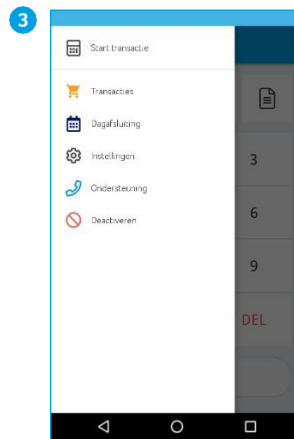 3
Start transactie
Transacties
Dagafsluiting
Instellingen
3
Ondersteuning
6
Deactiveren
9
DEL